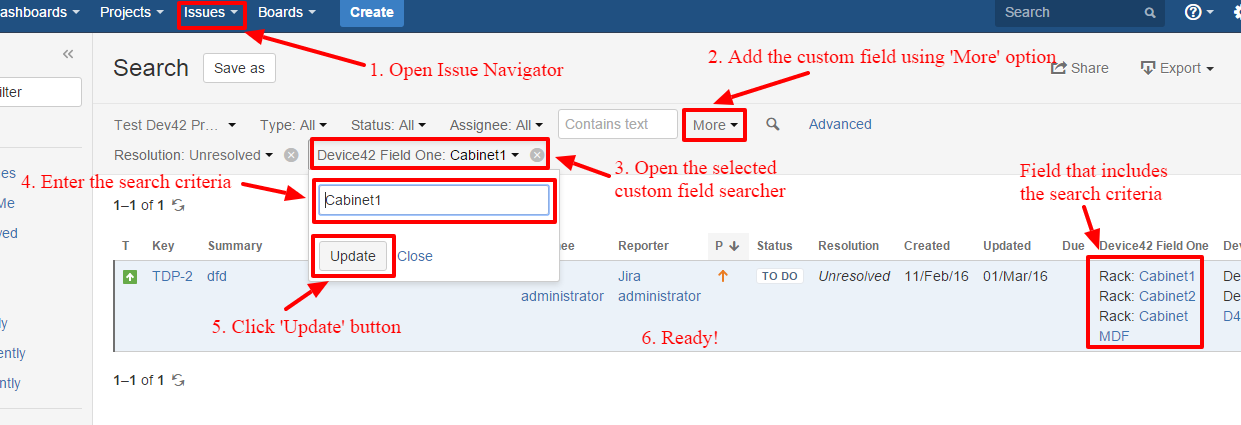 ashboards Projects Issues Boards Create Search
1. Open Issue Navigator
2. Add the custom field using 'More' option
Search Save as Share Export
ilter
Test Dev42 Pr... Type: All Status: All Assignee: All Contains text More Advanced
Resolution: Unresolved Device42 Field One: Cabinet1
3. Open the selected
custom field searcher
4. Enter the search criteria
Field that includes
the search criteria
es
Me
ved
Cabinet1
1–1 of 1
T Key Summary nee Reporter P Status Resolution Created Updated Due Device42 Field One De
Update Close
TDP-2 dfd Jira TO DO Unresolved 11/Feb/16 01/Mar/16 Rack: Cabinet1 De
administrator administrator Rack: Cabinet2 De
Rack: Cabinet D4
MDF
5. Click 'Update' button
6. Ready!
ly
ently
ntly
1–1 of 1